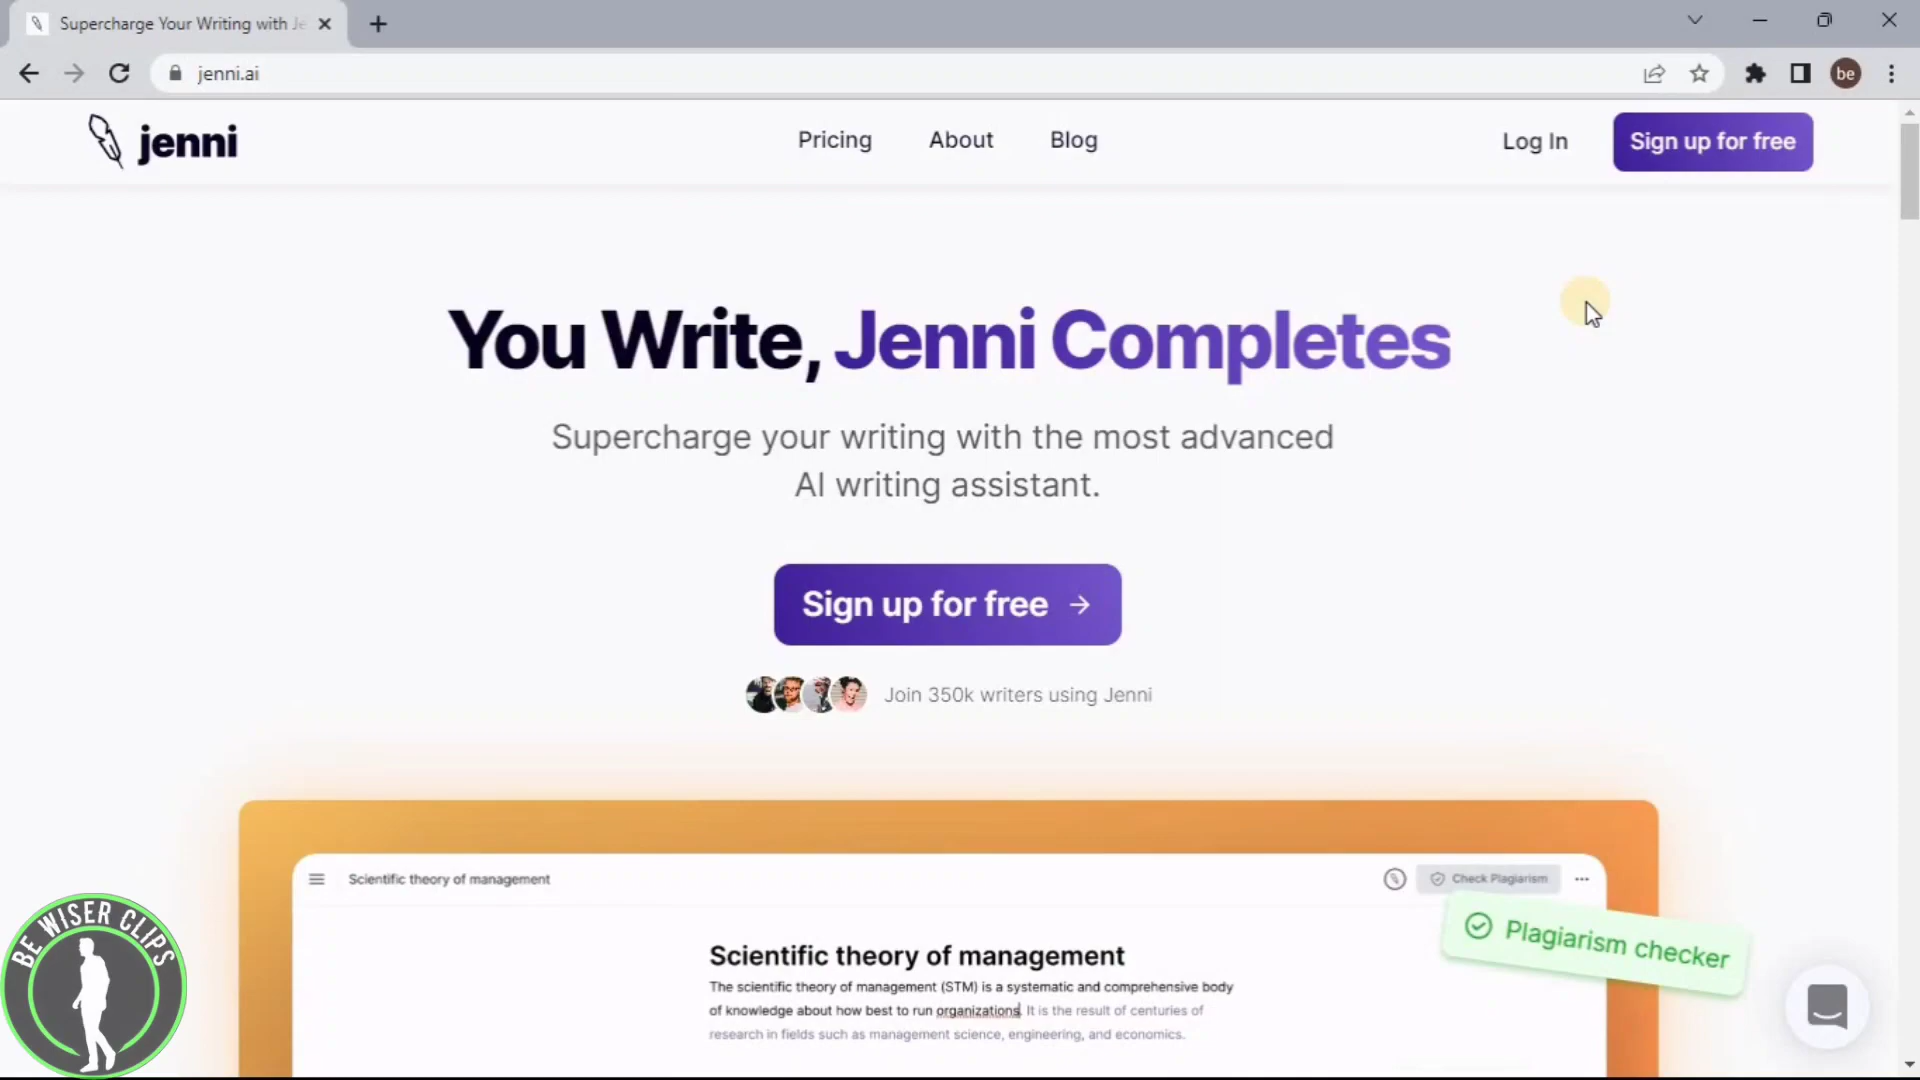 Supercharge Your Writing with Je
jenni.ai
be
jenni
Pricing
About
Blog
Log In
Sign up for free
You Write, Jenni Completes
Supercharge your writing with the most advanced
AI writing assistant.
Sign up for free →
Join 350k writers using Jenni
Scientific theory of management
Check Plagiarism
Plagiarism checker
Scientific theory of management
The scientific theory of management (STM) is a systematic and comprehensive body
of knowledge about how best to run organizations. It is the result of centuries of
research in fields such as management science, engineering, and economics.
BE WISER CLIPS